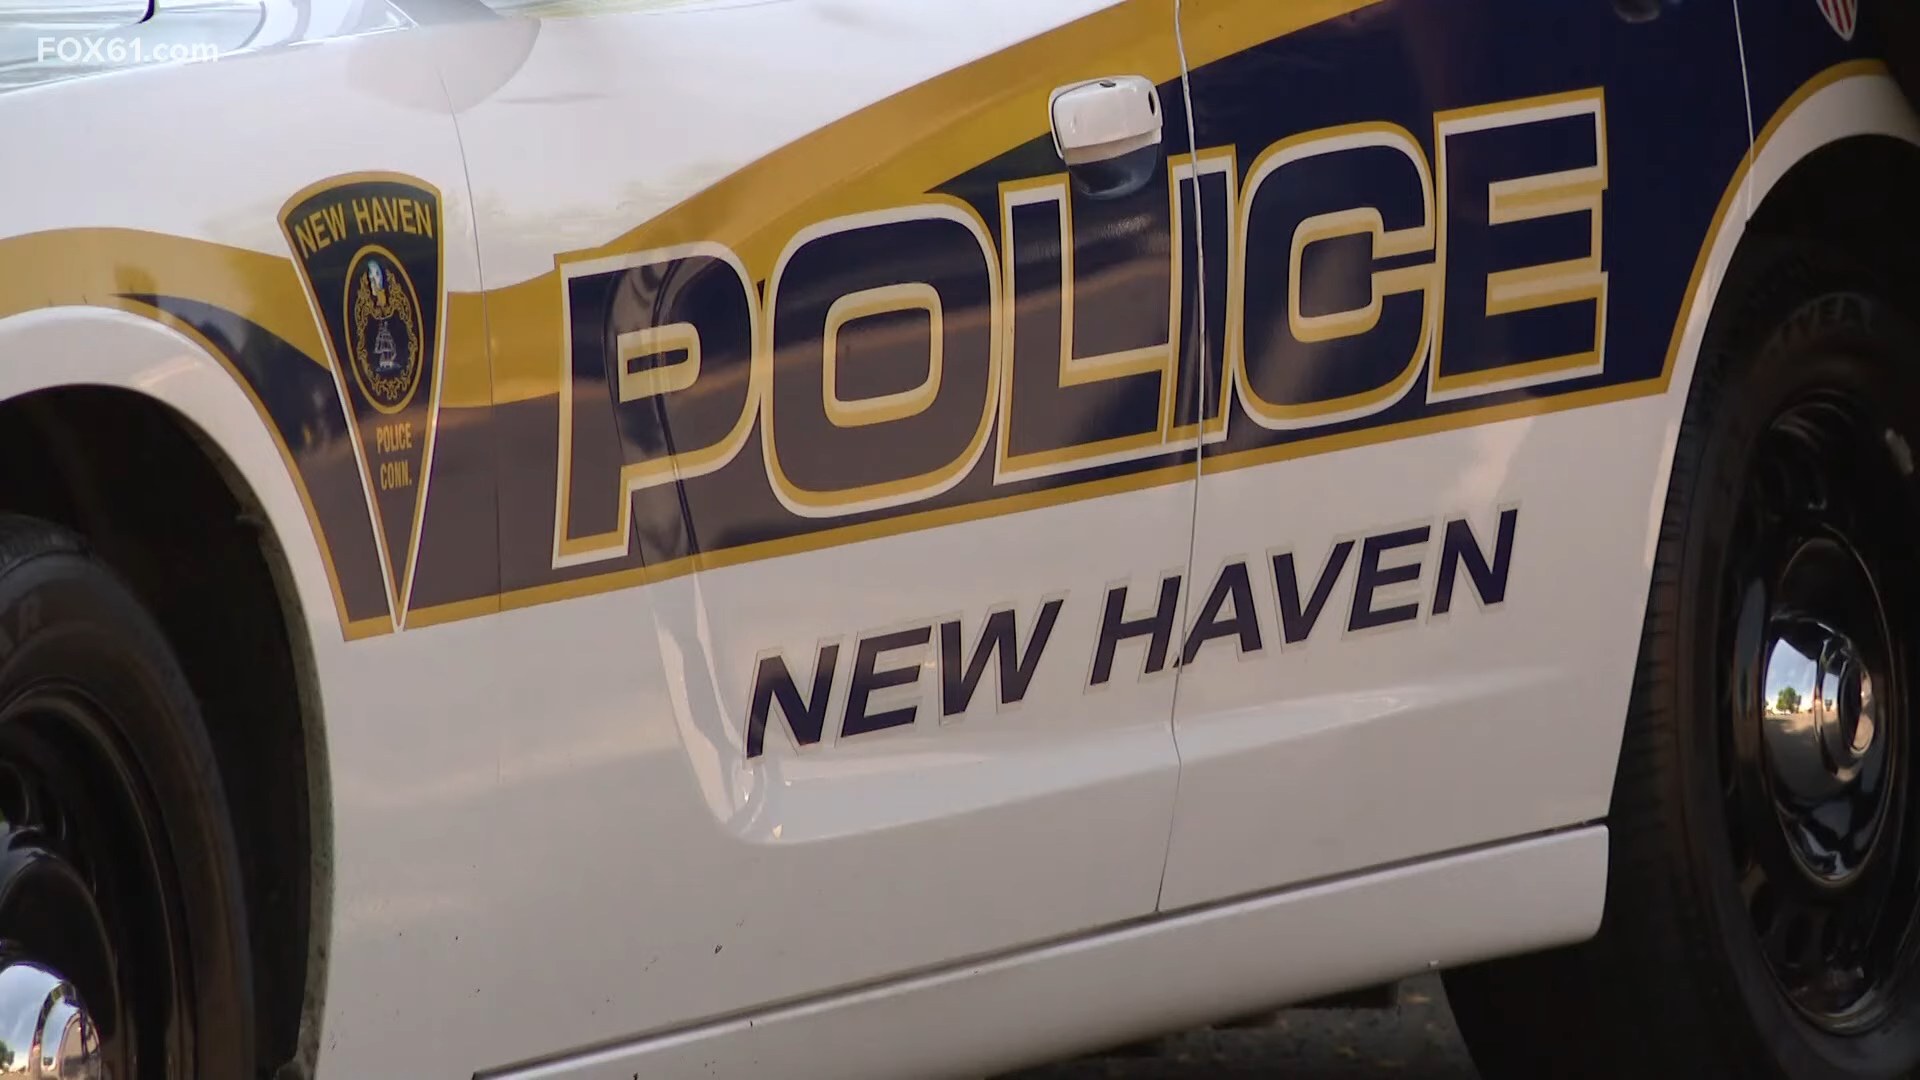 FOX61.com
NEW HAVEN
POLICE
CONN.
POLICE
NEW HAVEN